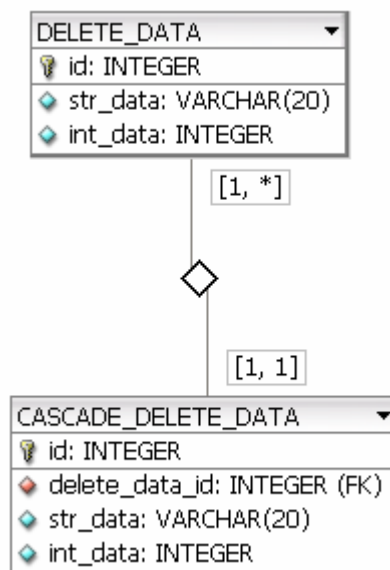 DELETE_DATA
id: INTEGER
str_data: VARCHAR(20)
int_data: INTEGER
[1, *]
[1, 1]
CASCADE_DELETE_DATA
id: INTEGER
delete_data_id: INTEGER (FK)
str_data: VARCHAR(20)
int_data: INTEGER